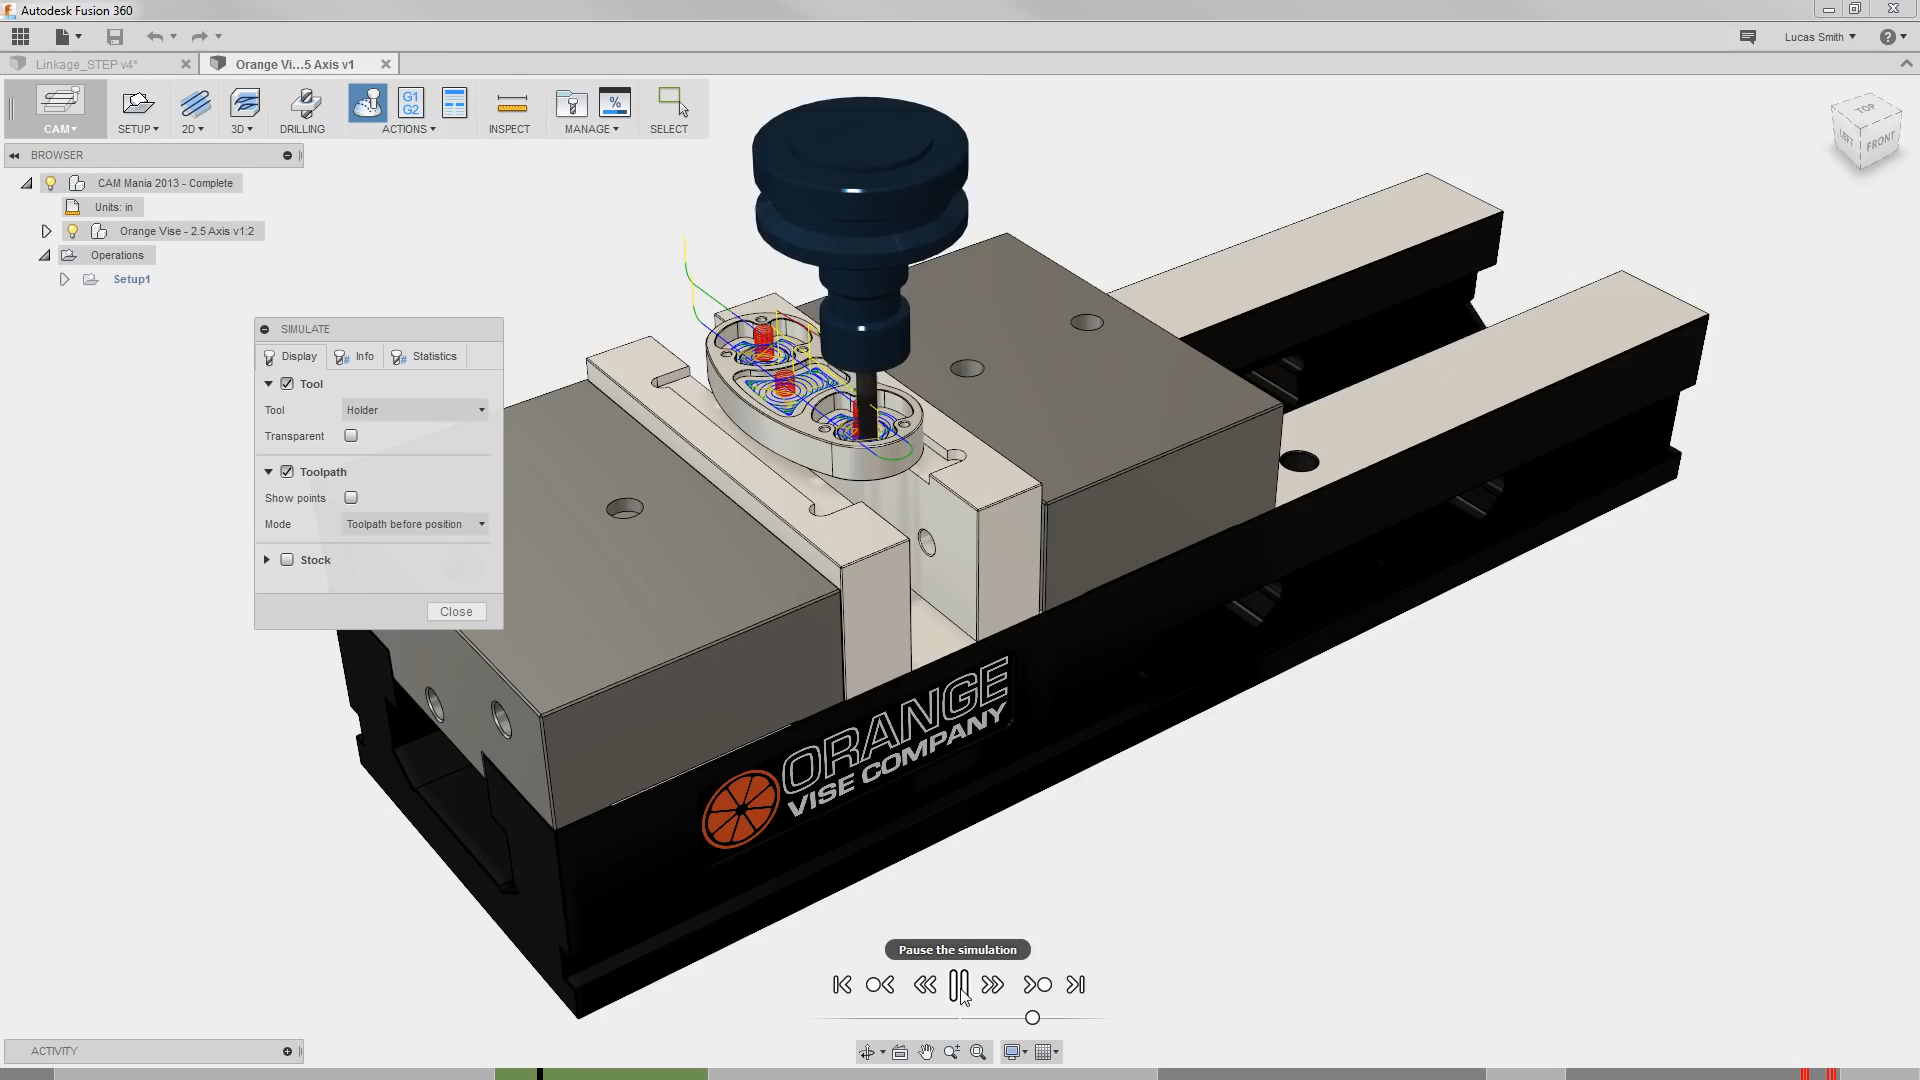 Autodesk Fusion 360
Lucas Smith
Linkage_STEP v4*
Orange Vi...5 Axis v1
CAM
SETUP
2D
3D
DRILLING
G1
G2
ACTIONS
INSPECT
%
MANAGE
SELECT
TOP
LEFT
FRONT
BROWSER
CAM Mania 2013 - Complete
Units: in
Orange Vise - 2.5 Axis v1:2
Operations
Setup1
SIMULATE
Display
Info
Statistics
Tool
Tool
Holder
Transparent
Toolpath
Show points
Mode
Toolpath before position
Stock
Close
ORANGE
VISE COMPANY
Pause the simulation
ACTIVITY